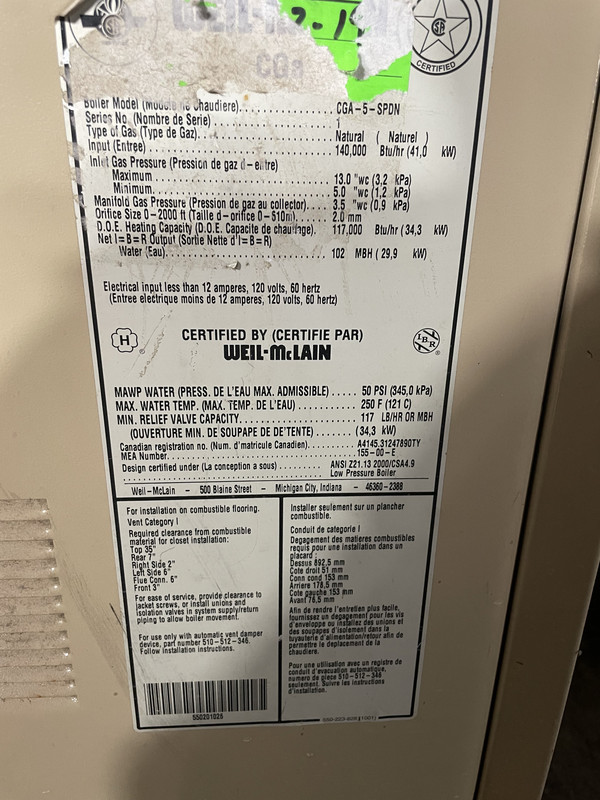 WEIL-M
2-1
CGA
SA
CERTIFIED
Boiler Model (Modele de Chaudiere). CGA-5-SPDN
Series No. (Nombre de Serie) 1
Type of Gas (Type de Gaz). Natural ( Naturel )
Input (Entree) 140,000 Btu/hr (41,0 kW)
Inlet Gas Pressure (Pression de gaz d-entre)
Maximum 13.0 "wc (3,2 kPa)
Minimum. 5.0 "wc (1,2 kPa)
Manifold Gas Pressure (Pression de gaz au collector). 3.5 "wc (0,9 kPa)
Orifice Size 0-2000 ft (Taille d-orifice 0-510m). 2.0 mm
D.O.E. Heating Capacity (D.O.E. Capacite de chauffage). 117,000 Btu/hr (34,3 kW)
Net I=B=R Output (Sortie Nette d'I=B=R)
Water (Eau). 102 MBH ( 29,9 kW)
Electrical input less than 12 amperes, 120 volts, 60 hertz
(Entree electrique moins de 12 amperes, 120 volts, 60 hertz)
H
CERTIFIED BY (CERTIFIE PAR)
WEIL-McLAIN
I=B=R
MAWP WATER (PRESS. DE L'EAU MAX. ADMISSIBLE) ..... 50 PSI (345,0 kPa)
MAX. WATER TEMP. (MAX. TEMP. DE L'EAU) ........... 250 F (121 C)
MIN. RELIEF VALVE CAPACITY. 117 LB/HR OR MBH
(OUVERTURE MIN. DE SOUPAPE DE DE'TENTE) ....... (34,3 kW)
Canadian registration no. (Num. d'matricule Canadien). A4145.31247890TY
MEA Number. 155-00-E
Design certified under (La conception a sous) ANSI Z21.13 2000/CSA4.9
Low Pressure Boiler
Weil-McLain - 500 Blaine Street - Michigan City, Indiana - 46360-2388
For installation on combustible flooring.
Vent Category I
Required clearance from combustible
material for closet installation:
Top 35"
Rear 7"
Right Side 2"
Left Side 6"
Flue Conn. 6"
Front 3"
For ease of service, provide clearance to
jacket screws, or install unions and
isolation valves in system supply/return
piping to allow boiler movement.
For use only with automatic vent damper
device, part number 510-512-346.
Follow installation instructions.
550201026
Installer seulement sur un plancher
combustible.
Conduit de categorie I
Degagement des matieres combustibles
requis pour une installation dans un
placard :
Dessus 892,5 mm
Cote droit 51 mm
Conn cond 153 mm
Arriere 178,5 mm
Cote gauche 153 mm
Avant 76,5 mm
Afin de rendre l'entretien plus facile,
fournissez un degagement pour les vis
d'enveloppe ou installez des unions et
des soupapes d'isolement dans la
tuyauterie d'alimentation/retour afin de
permettre le deplacement de la
chaudiere.
Pour une utilisation avec un registre de
conduit d'evacuation automatique,
numero de piece 510-512-346
seulement. Suivre les instructions
d'installation.